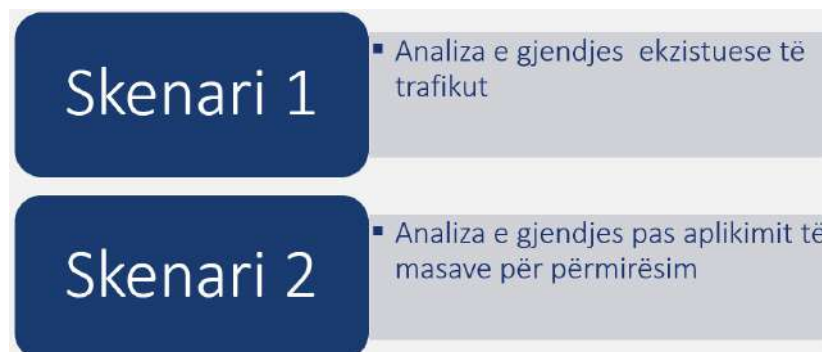 Skenari 1
▪ Analiza e gjendjes ekzistuese të
trafikut
Skenari 2
▪ Analiza e gjendjes pas aplikimit të
masave për përmirësim